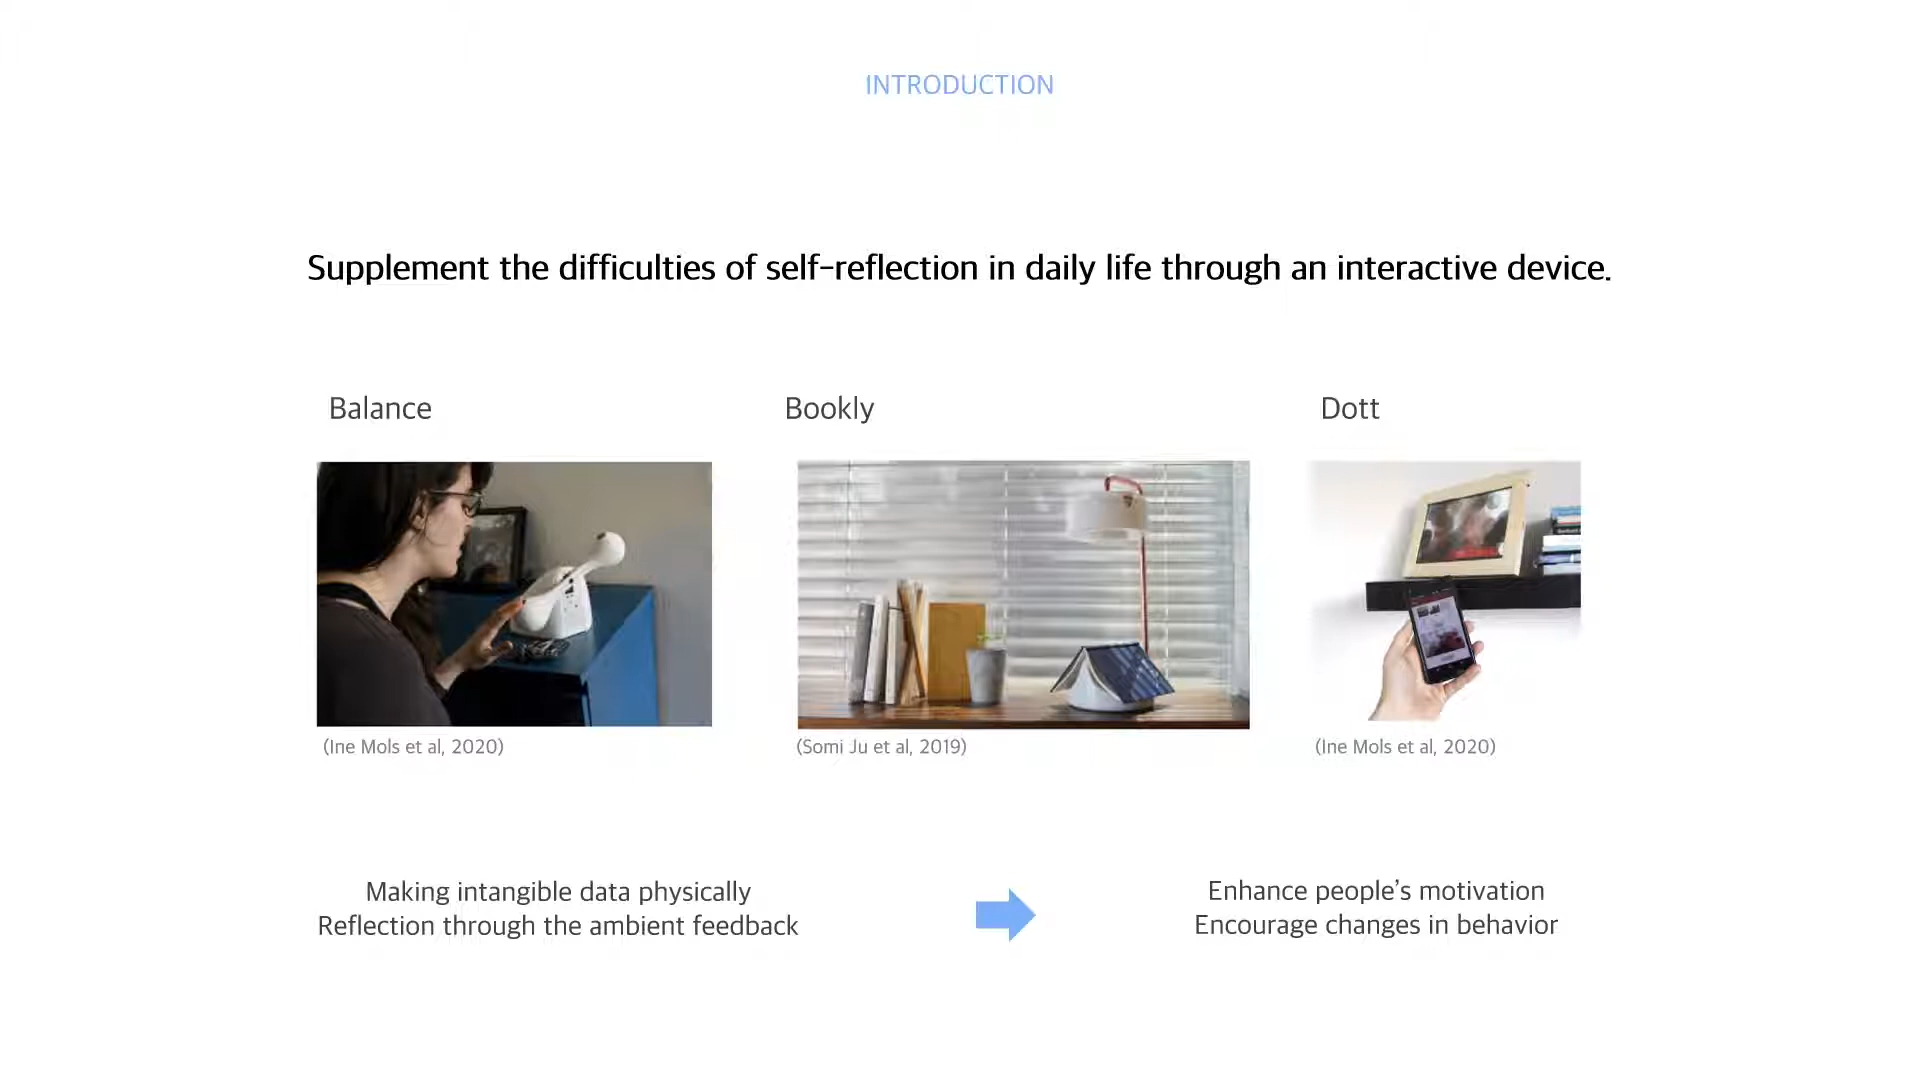 INTRODUCTION
Supplement the difficulties of self-reflection in daily life through an interactive device.
Balance
Bookly
Dott
(Ine Mols et al, 2020)
(Somi Ju et al, 2019)
(Ine Mols et al, 2020)
Making intangible data physically
Reflection through the ambient feedback
Enhance people's motivation
Encourage changes in behavior